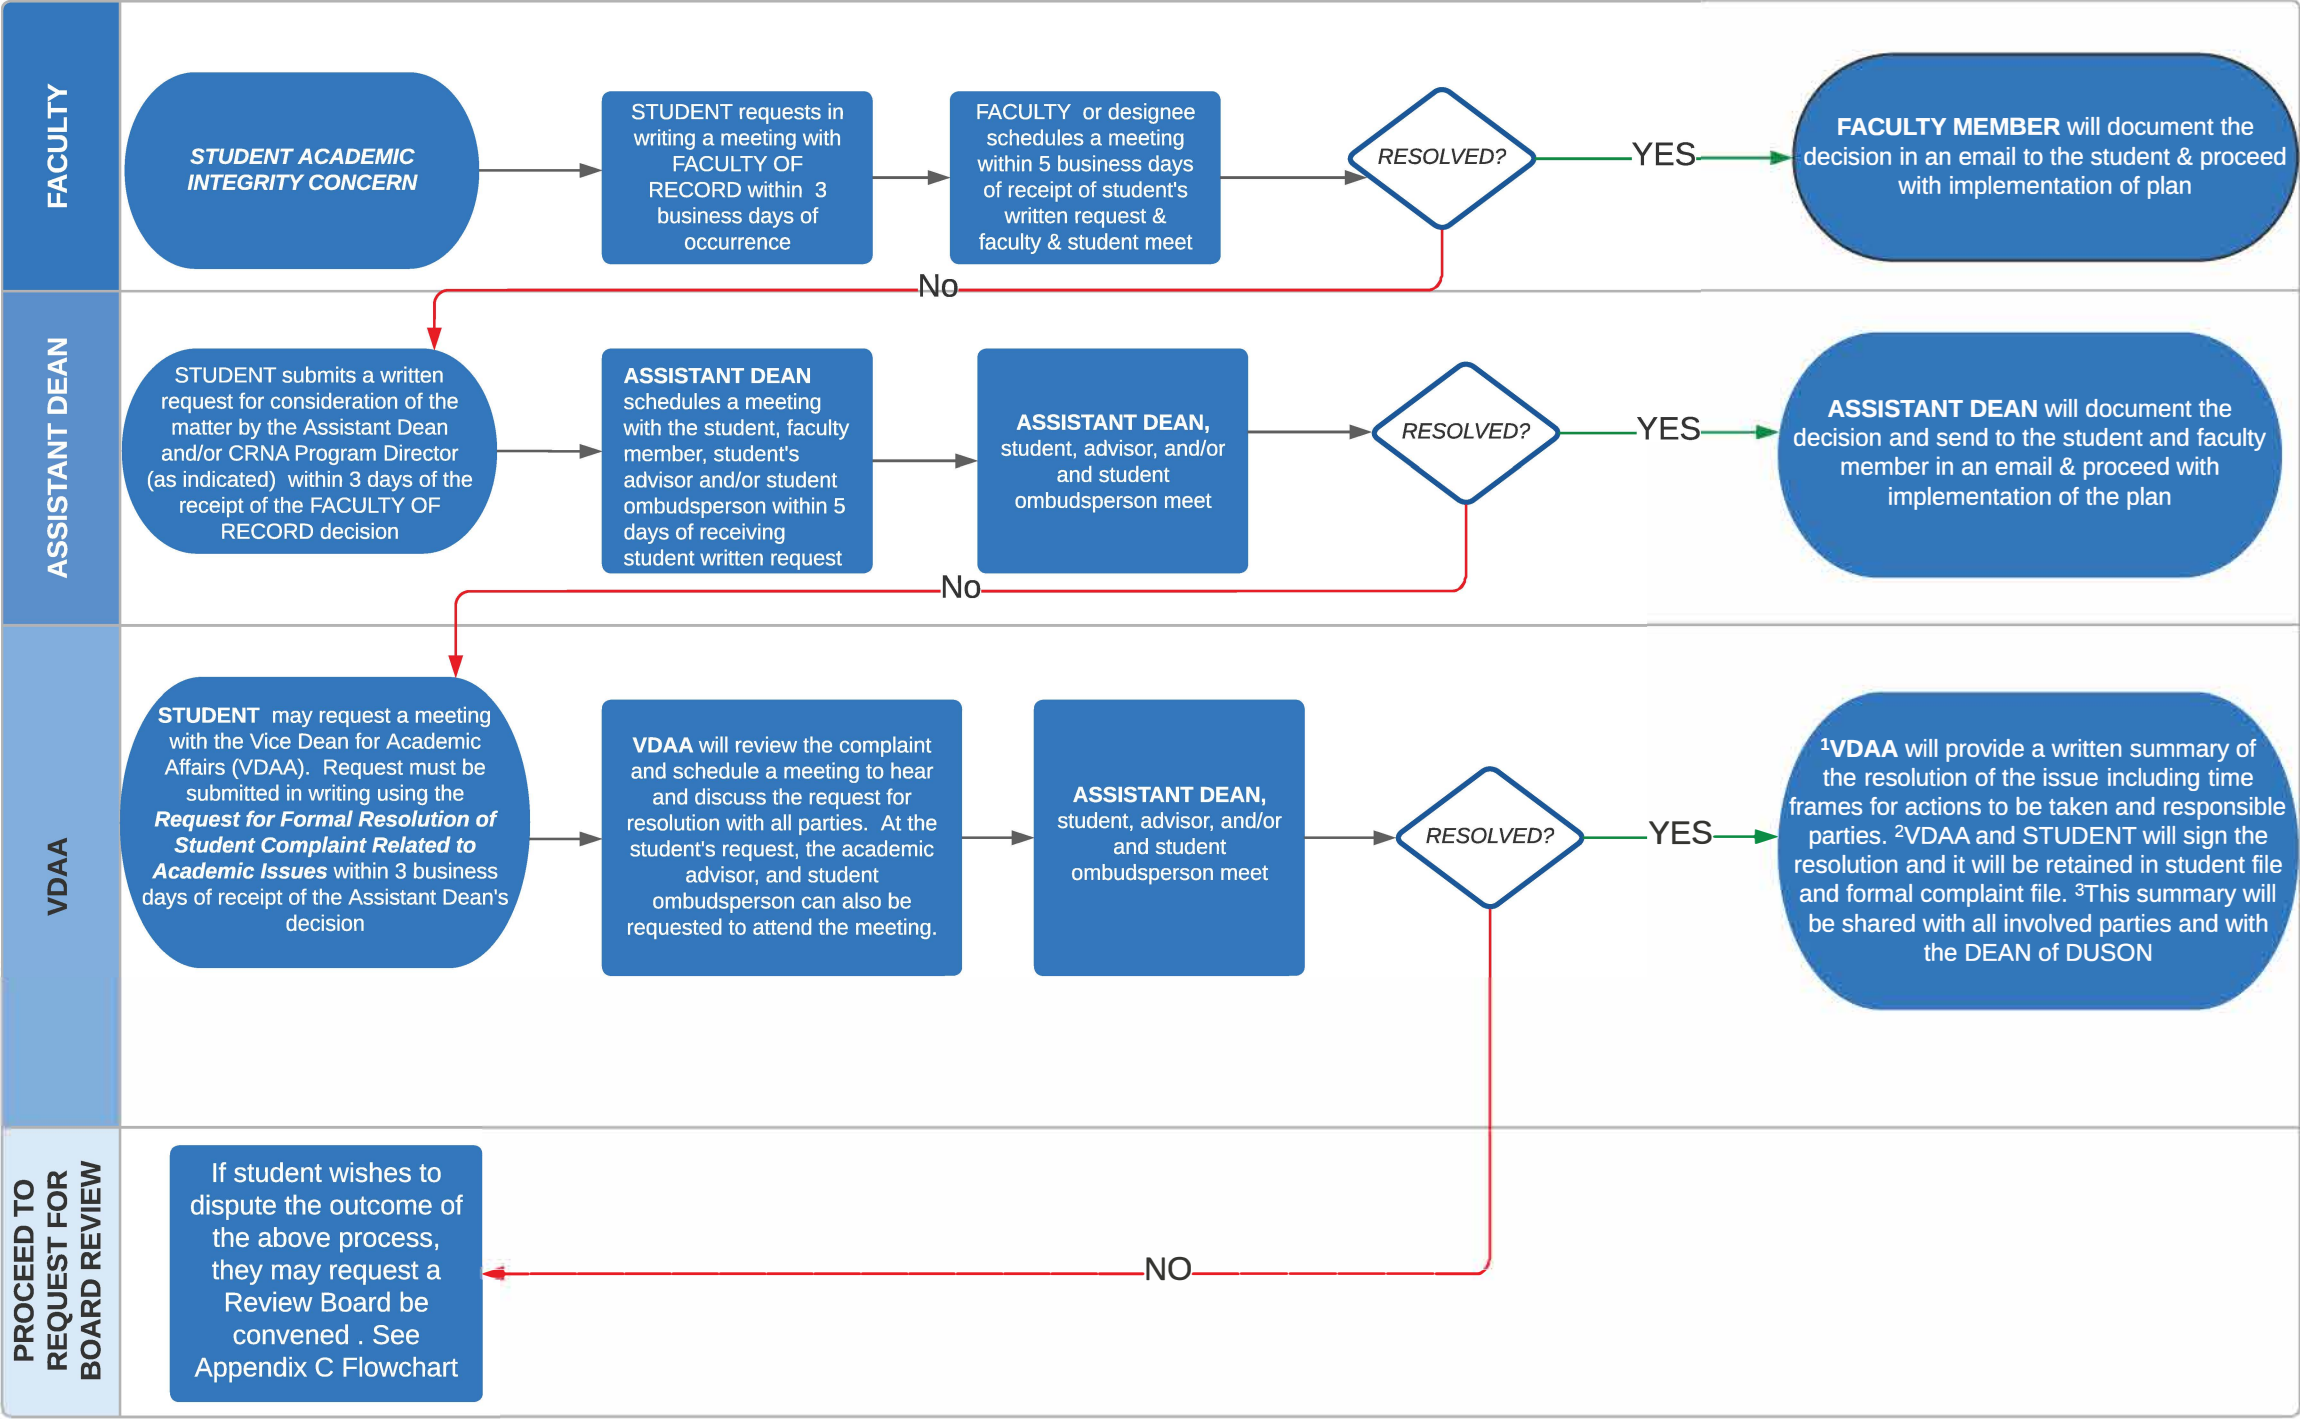 FACULTY
STUDENT ACADEMIC
INTEGRITY CONCERN
STUDENT requests in
writing a meeting with
FACULTY OF
RECORD within 3
business days of
occurrence
FACULTY or designee
schedules a meeting
within 5 business days
of receipt of student's
written request &
faculty & student meet
RESOLVED?
YES
FACULTY MEMBER will document the
decision in an email to the student & proceed
with implementation of plan
No
ASSISTANT DEAN
STUDENT submits a written
request for consideration of the
matter by the Assistant Dean
and/or CRNA Program Director
(as indicated) within 3 days of the
receipt of the FACULTY OF
RECORD decision
ASSISTANT DEAN
schedules a meeting
with the student, faculty
member, student's
advisor and/or student
ombudsperson within 5
days of receiving
student written request
ASSISTANT DEAN,
student, advisor, and/or
and student
ombudsperson meet
RESOLVED?
YES
ASSISTANT DEAN will document the
decision and send to the student and faculty
member in an email & proceed with
implementation of the plan
No
VDAA
STUDENT may request a meeting
with the Vice Dean for Academic
Affairs (VDAA). Request must be
submitted in writing using the
Request for Formal Resolution of
Student Complaint Related to
Academic Issues within 3 business
days of receipt of the Assistant Dean's
decision
VDAA will review the complaint
and schedule a meeting to hear
and discuss the request for
resolution with all parties. At the
student's request, the academic
advisor, and student
ombudsperson can also be
requested to attend the meeting.
ASSISTANT DEAN,
student, advisor, and/or
and student
ombudsperson meet
RESOLVED?
YES
¹VDAA will provide a written summary of
the resolution of the issue including time
frames for actions to be taken and responsible
parties. ²VDAA and STUDENT will sign the
resolution and it will be retained in student file
and formal complaint file. ³This summary will
be shared with all involved parties and with
the DEAN of DUSON
PROCEED TO
REQUEST FOR
BOARD REVIEW
If student wishes to
dispute the outcome of
the above process,
they may request a
Review Board be
convened . See
Appendix C Flowchart
NO